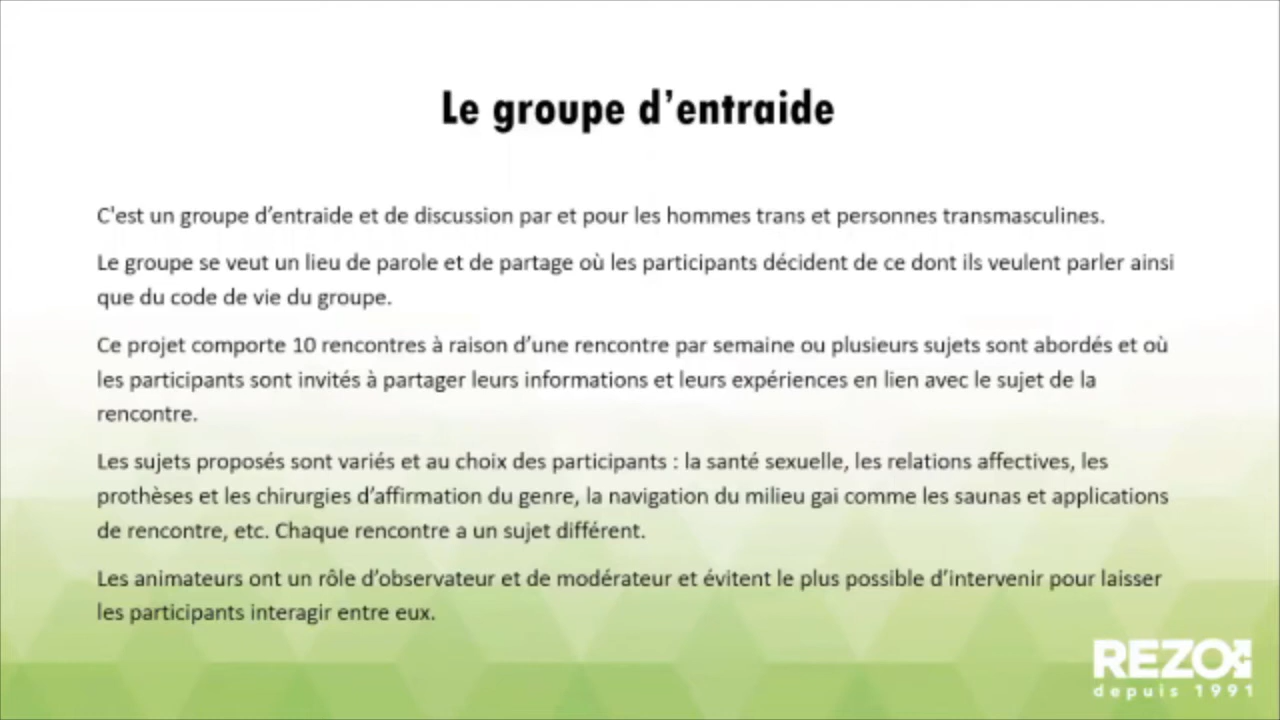 Le groupe d’entraide
C'est un groupe d’entraide et de discussion par et pour les hommes trans et personnes transmasculines.
Le groupe se veut un lieu de parole et de partage où les participants décident de ce dont ils veulent parler ainsi
que du code de vie du groupe.
Ce projet comporte 10 rencontres à raison d’une rencontre par semaine ou plusieurs sujets sont abordés et où
les participants sont invités à partager leurs informations et leurs expériences en lien avec le sujet de la
rencontre.
Les sujets proposés sont variés et au choix des participants : la santé sexuelle, les relations affectives, les
prothèses et les chirurgies d’affirmation du genre, la navigation du milieu gai comme les saunas et applications
de rencontre, etc. Chaque rencontre a un sujet différent.
Les animateurs ont un rôle d’observateur et de modérateur et évitent le plus possible d’intervenir pour laisser
les participants interagir entre eux.
REZO
depuis 1991